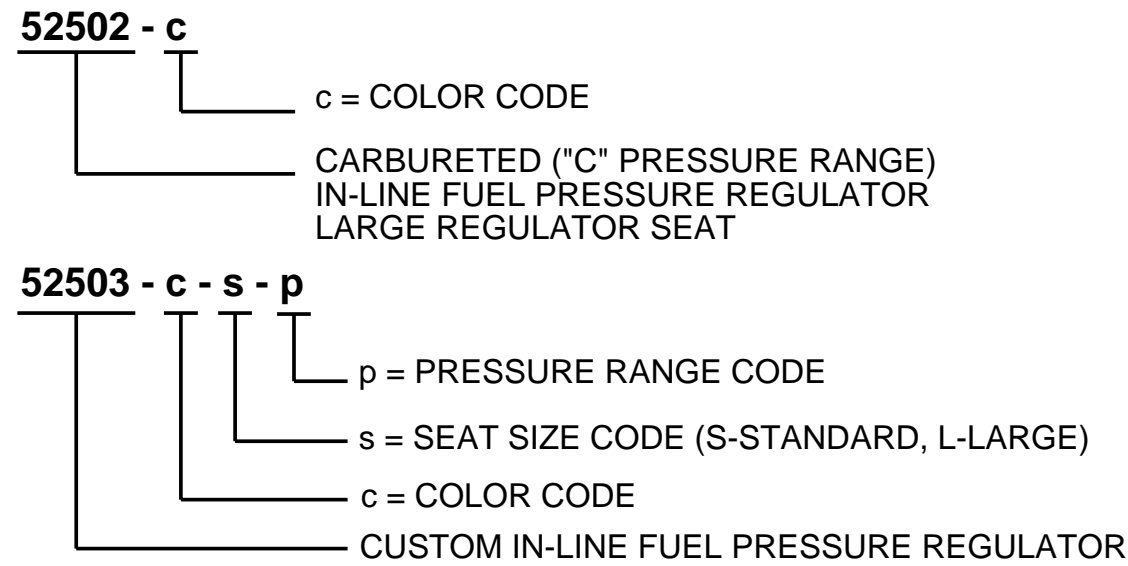 52502 - c
c = COLOR CODE
CARBURETED ("C" PRESSURE RANGE)
IN-LINE FUEL PRESSURE REGULATOR
LARGE REGULATOR SEAT
52503 - c - s - p
p = PRESSURE RANGE CODE
s = SEAT SIZE CODE (S-STANDARD, L-LARGE)
c = COLOR CODE
CUSTOM IN-LINE FUEL PRESSURE REGULATOR